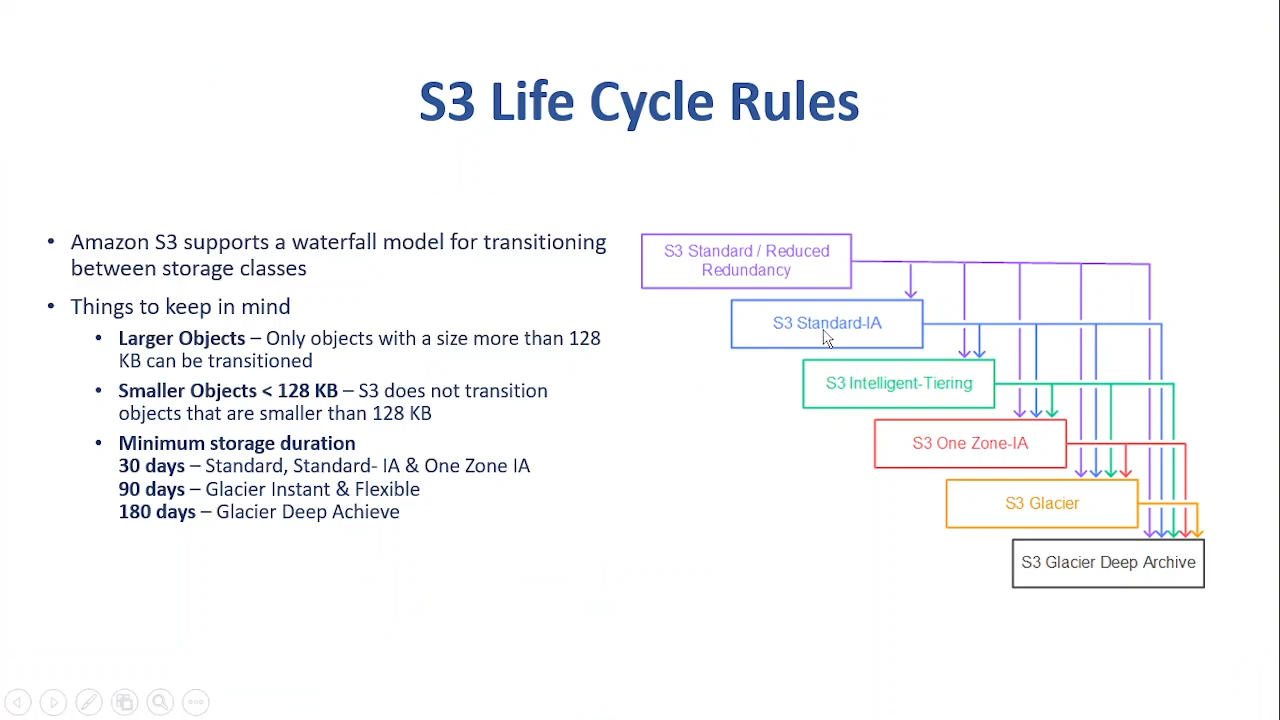 S3 Life Cycle Rules
• Amazon S3 supports a waterfall model for transitioning
between storage classes
• Things to keep in mind
• Larger Objects – Only objects with a size more than 128
KB can be transitioned
• Smaller Objects < 128 KB – S3 does not transition
objects that are smaller than 128 KB
• Minimum storage duration
30 days – Standard, Standard- IA & One Zone IA
90 days – Glacier Instant & Flexible
180 days – Glacier Deep Achieve
S3 Standard / Reduced
Redundancy
S3 Standard-IA
S3 Intelligent-Tiering
S3 One Zone-IA
S3 Glacier
S3 Glacier Deep Archive